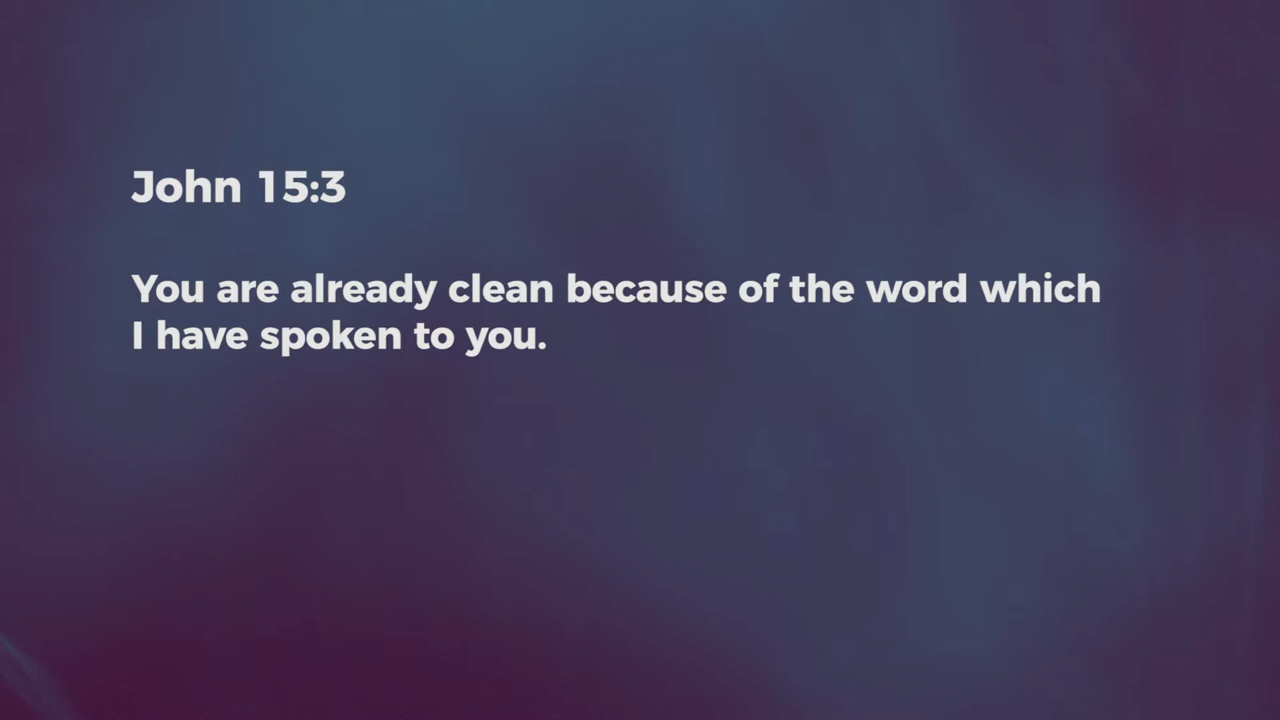 John 15:3
You are already clean because of the word which
I have spoken to you.